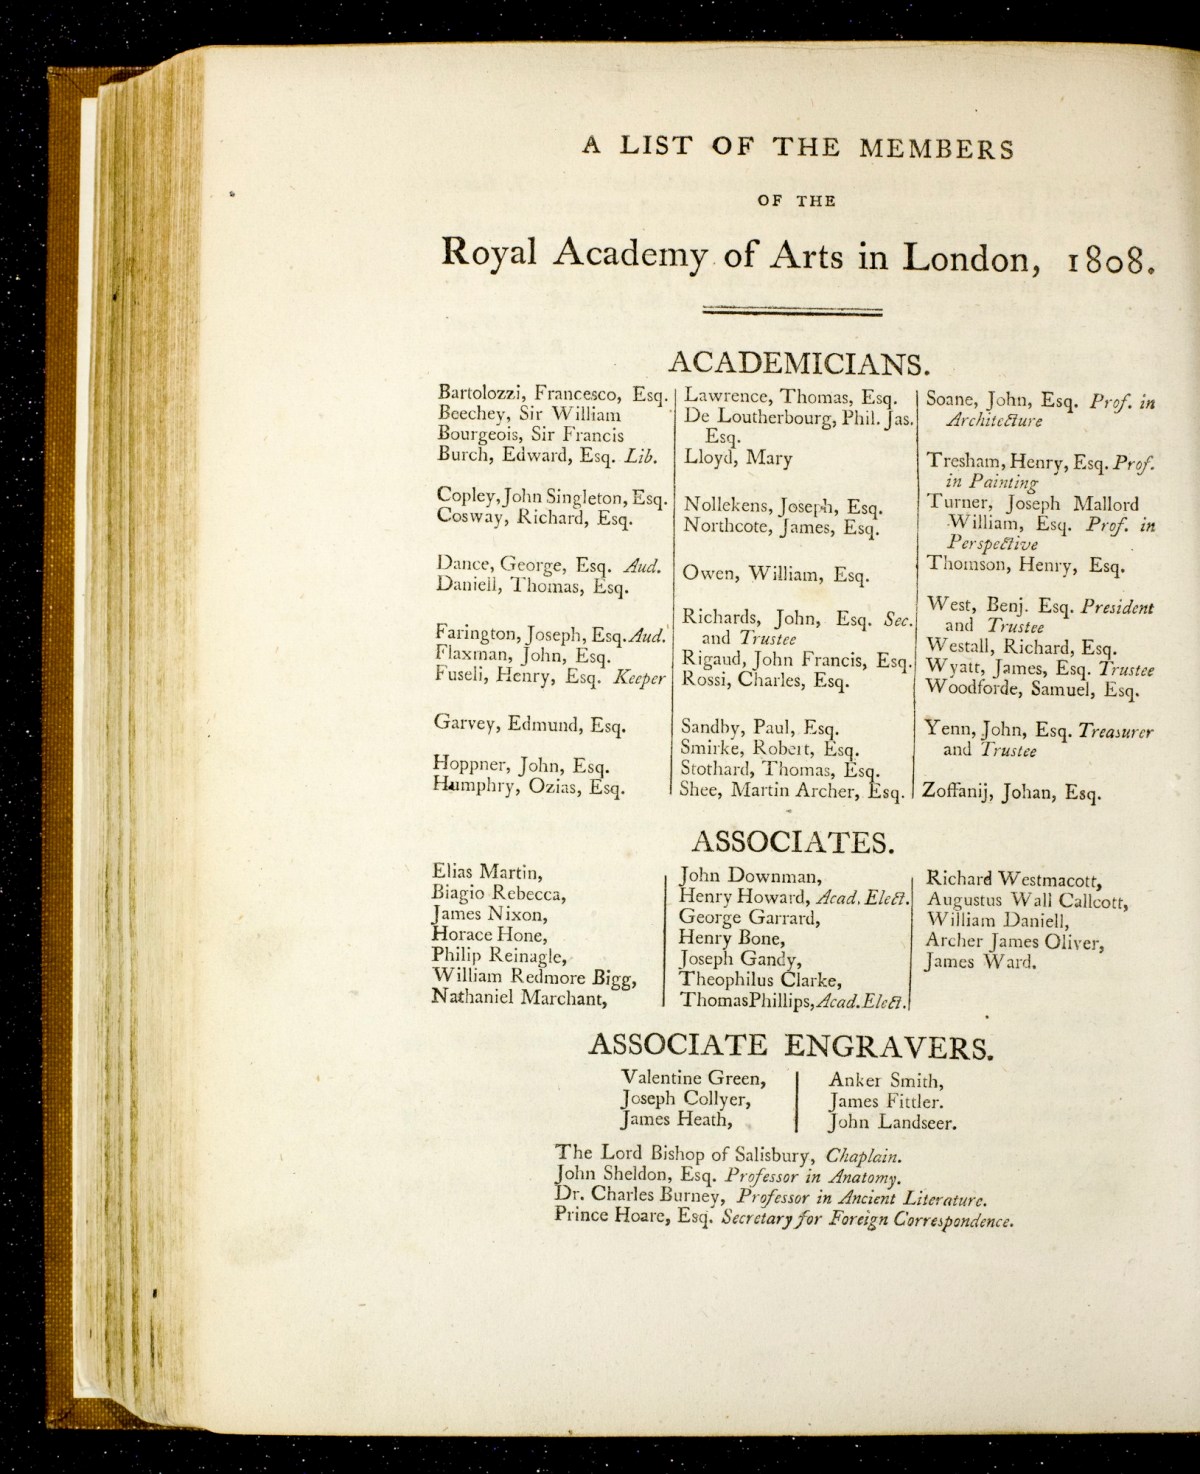 A LIST OF THE MEMBERS
OF THE
Royal Academy of Arts in London, 1808.
ACADEMICIANS.
Bartolozzi, Francesco, Esq.
Beechey, Sir William
Bourgeois, Sir Francis
Burch, Edward, Esq. Lib.
Copley, John Singleton, Esq.
Cosway, Richard, Esq.
Dance, George, Esq. Aud.
Daniell, Thomas, Esq.
Farington, Joseph, Esq. Aud.
Flaxman, John, Esq.
Fuseli, Henry, Esq. Keeper
Garvey, Edmund, Esq.
Hoppner, John, Esq.
Humphry, Ozias, Esq.
Lawrence, Thomas, Esq.
De Loutherbourg, Phil. Jas.
Esq.
Lloyd, Mary
Nollekens, Joseph, Esq.
Northcote, James, Esq.
Owen, William, Esq.
Richards, John, Esq. Sec.
and Trustee
Rigaud, John Francis, Esq.
Rossi, Charles, Esq.
Sandby, Paul, Esq.
Smirke, Robert, Esq.
Stothard, Thomas, Esq.
Shee, Martin Archer, Esq.
Soane, John, Esq. Prof. in
Architecture
Tresham, Henry, Esq. Prof.
in Painting
Turner, Joseph Mallord
William, Esq. Prof. in
Perspective
Thomson, Henry, Esq.
West, Benj. Esq. President
and Trustee
Westall, Richard, Esq.
Wyatt, James, Esq. Trustee
Woodforde, Samuel, Esq.
Yenn, John, Esq. Treasurer
and Trustee
Zoffanij, Johan, Esq.
ASSOCIATES.
Elias Martin,
Biagio Rebecca,
James Nixon,
Horace Hone,
Philip Reinagle,
William Redmore Bigg,
Nathaniel Marchant,
John Downman,
Henry Howard, Acad. Elect.
George Garrard,
Henry Bone,
Joseph Gandy,
Theophilus Clarke,
Thomas Phillips, Acad. Elect.
Richard Westmacott,
Augustus Wall Callcott,
William Daniell,
Archer James Oliver,
James Ward.
ASSOCIATE ENGRAVERS.
Valentine Green,
Joseph Collyer,
James Heath,
Anker Smith,
James Fittler.
John Landseer.
The Lord Bishop of Salisbury, Chaplain.
John Sheldon, Esq. Professor in Anatomy.
Dr. Charles Burney, Professor in Ancient Literature.
Prince Hoare, Esq. Secretary for Foreign Correspondence.